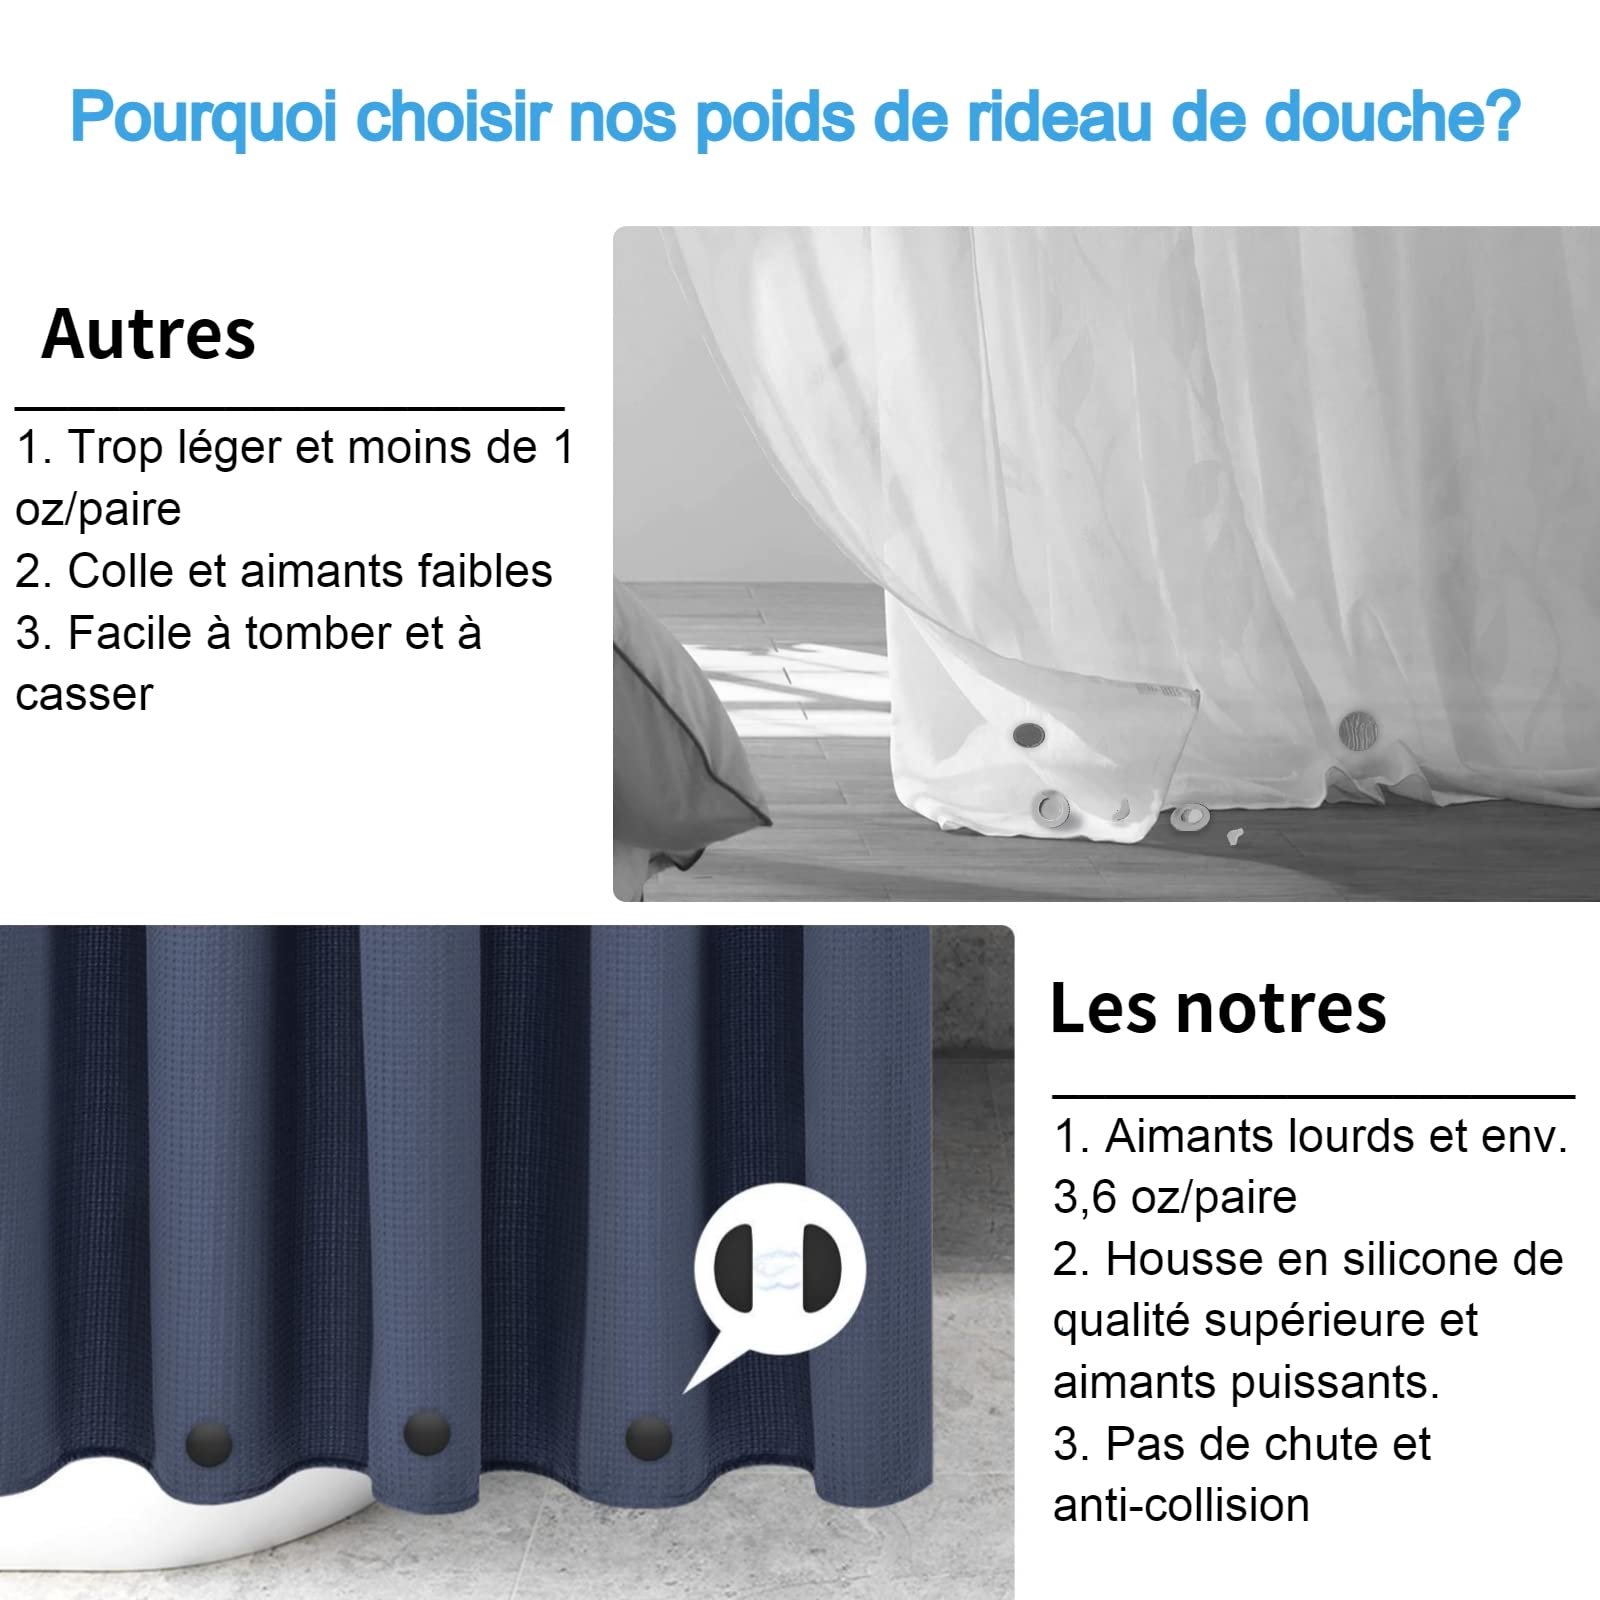 Pourquoi choisir nos poids de rideau de douche?
Autres
1. Trop léger et moins de 1
oz/paire
2. Colle et aimants faibles
3. Facile à tomber et à
casser
Les notres
1. Aimants lourds et env.
3,6 oz/paire
2. Housse en silicone de
qualité supérieure et
aimants puissants.
3. Pas de chute et
anti-collision